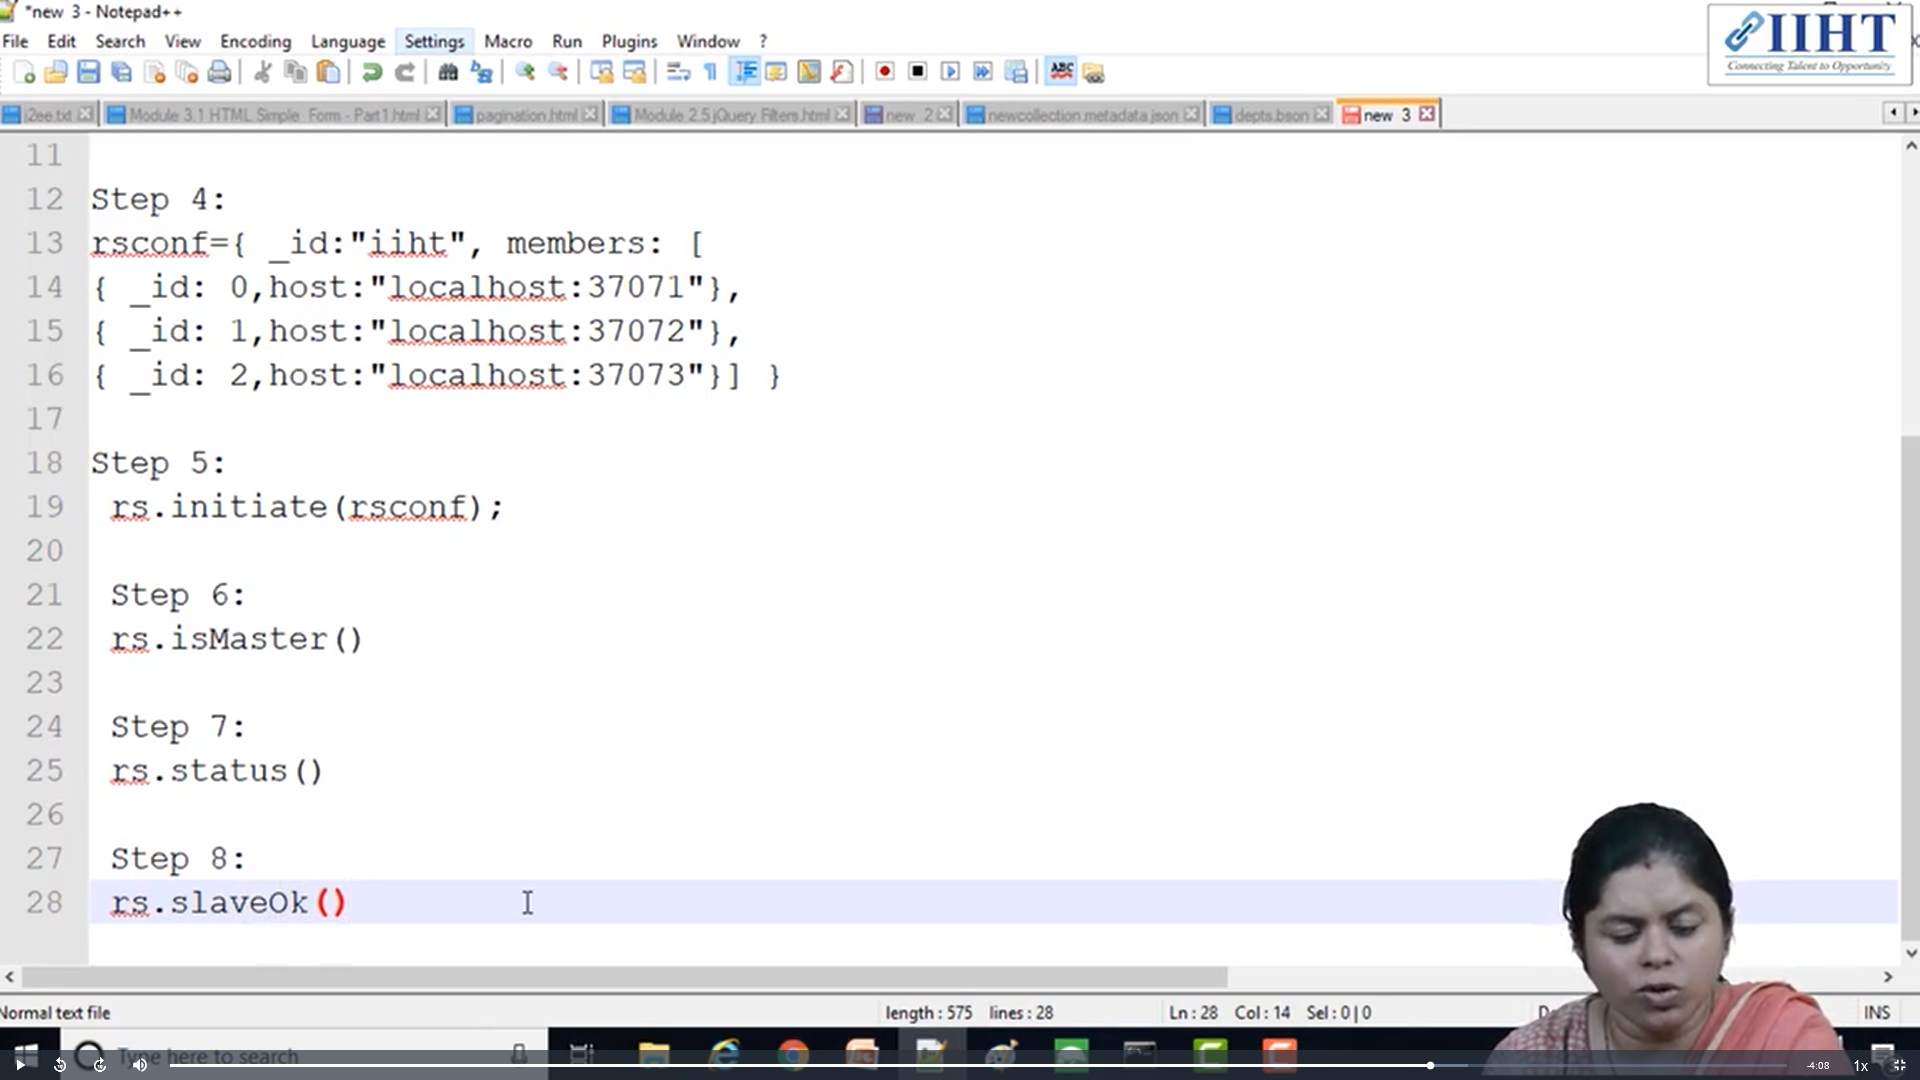 *new 3 - Notepad++
File Edit Search View Encoding Language Settings Macro Run Plugins Window ?
IIHT
Connecting Talent to Opportunity
j2ee.txt Module 3.1 HTML Simple Form - Part1.html pagination.html Module 2.5 jQuery Filters.html new 2 newcollection.metadata.json depts.bson new 3
11
12 Step 4:
13 rsconf={ _id:"iiht", members: [
14 { _id: 0,host:"localhost:37071"},
15 { _id: 1,host:"localhost:37072"},
16 { _id: 2,host:"localhost:37073"}] }
17
18 Step 5:
19 rs.initiate(rsconf);
20
21 Step 6:
22 rs.isMaster()
23
24 Step 7:
25 rs.status()
26
27 Step 8:
28 rs.slaveOk()
Normal text file length : 575 lines : 28 Ln : 28 Col : 14 Sel : 0 | 0 INS
Type here to search
-4:08 1x